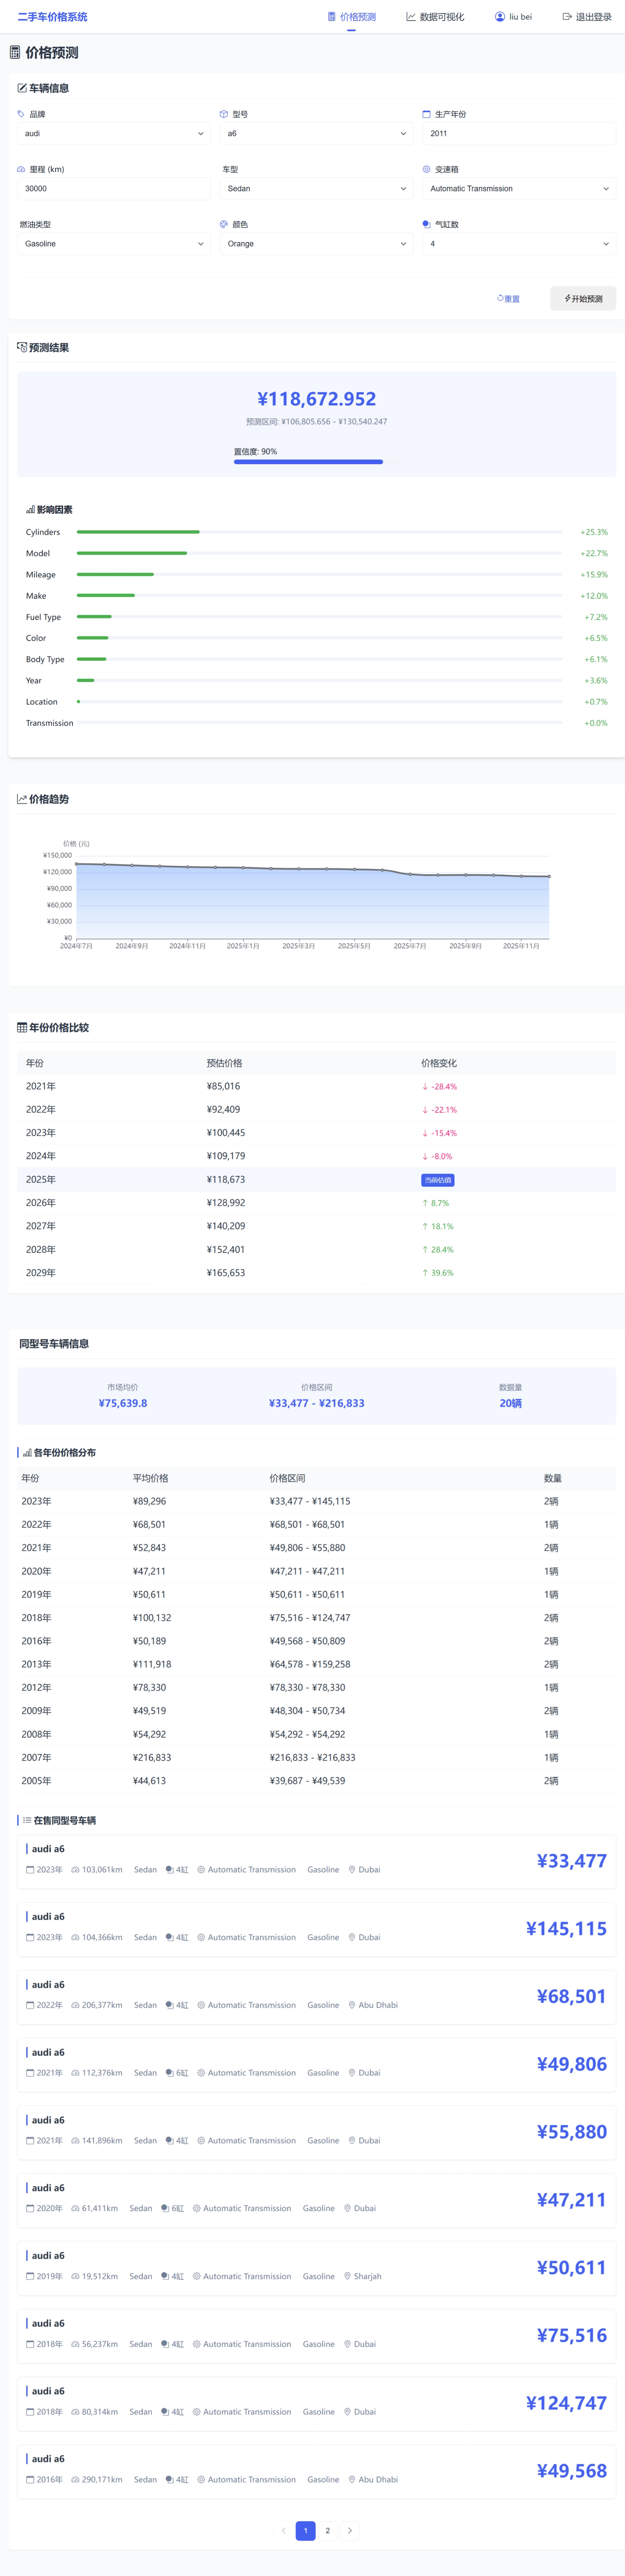 二手车价格系统 价格预测 数据可视化 liu bei 退出登录
价格预测
车辆信息
品牌 型号 生产年份
audi a6 2011
里程 (km) 车型 变速箱
30000 Sedan Automatic Transmission
燃油类型 颜色 气缸数
Gasoline Orange 4
重置 开始预测
预测结果
¥118,672.952
预测区间: ¥106,805.656 - ¥130,540.247
置信度: 90%
影响因素
Cylinders +25.3%
Model +22.7%
Mileage +15.9%
Make +12.0%
Fuel Type +7.2%
Color +6.5%
Body Type +6.1%
Year +3.6%
Location +0.7%
Transmission +0.0%
价格趋势
价格 (元)
¥150,000
¥120,000
¥90,000
¥60,000
¥30,000
¥0
2024年7月 2024年9月 2024年11月 2025年1月 2025年3月 2025年5月 2025年7月 2025年9月 2025年11月
年份价格比较
年份 预估价格 价格变化
2021年 ¥85,016 ↓ -28.4%
2022年 ¥92,409 ↓ -22.1%
2023年 ¥100,445 ↓ -15.4%
2024年 ¥109,179 ↓ -8.0%
2025年 ¥118,673 当前估值
2026年 ¥128,992 ↑ 8.7%
2027年 ¥140,209 ↑ 18.1%
2028年 ¥152,401 ↑ 28.4%
2029年 ¥165,653 ↑ 39.6%
同型号车辆信息
市场均价 价格区间 数据量
¥75,639.8 ¥33,477 - ¥216,833 20辆
各年份价格分布
年份 平均价格 价格区间 数量
2023年 ¥89,296 ¥33,477 - ¥145,115 2辆
2022年 ¥68,501 ¥68,501 - ¥68,501 1辆
2021年 ¥52,843 ¥49,806 - ¥55,880 2辆
2020年 ¥47,211 ¥47,211 - ¥47,211 1辆
2019年 ¥50,611 ¥50,611 - ¥50,611 1辆
2018年 ¥100,132 ¥75,516 - ¥124,747 2辆
2016年 ¥50,189 ¥49,568 - ¥50,809 2辆
2013年 ¥111,918 ¥64,578 - ¥159,258 2辆
2012年 ¥78,330 ¥78,330 - ¥78,330 1辆
2009年 ¥49,519 ¥48,304 - ¥50,734 2辆
2008年 ¥54,292 ¥54,292 - ¥54,292 1辆
2007年 ¥216,833 ¥216,833 - ¥216,833 1辆
2005年 ¥44,613 ¥39,687 - ¥49,539 2辆
在售同型号车辆
audi a6
2023年 103,061km Sedan 4缸 Automatic Transmission Gasoline Dubai
¥33,477
audi a6
2023年 104,366km Sedan 4缸 Automatic Transmission Gasoline Dubai
¥145,115
audi a6
2022年 206,377km Sedan 4缸 Automatic Transmission Gasoline Abu Dhabi
¥68,501
audi a6
2021年 112,376km Sedan 6缸 Automatic Transmission Gasoline Dubai
¥49,806
audi a6
2021年 141,896km Sedan 4缸 Automatic Transmission Gasoline Dubai
¥55,880
audi a6
2020年 61,411km Sedan 6缸 Automatic Transmission Gasoline Dubai
¥47,211
audi a6
2019年 19,512km Sedan 4缸 Automatic Transmission Gasoline Sharjah
¥50,611
audi a6
2018年 56,237km Sedan 4缸 Automatic Transmission Gasoline Dubai
¥75,516
audi a6
2018年 80,314km Sedan 4缸 Automatic Transmission Gasoline Dubai
¥124,747
audi a6
2016年 290,171km Sedan 4缸 Automatic Transmission Gasoline Abu Dhabi
¥49,568
1 2